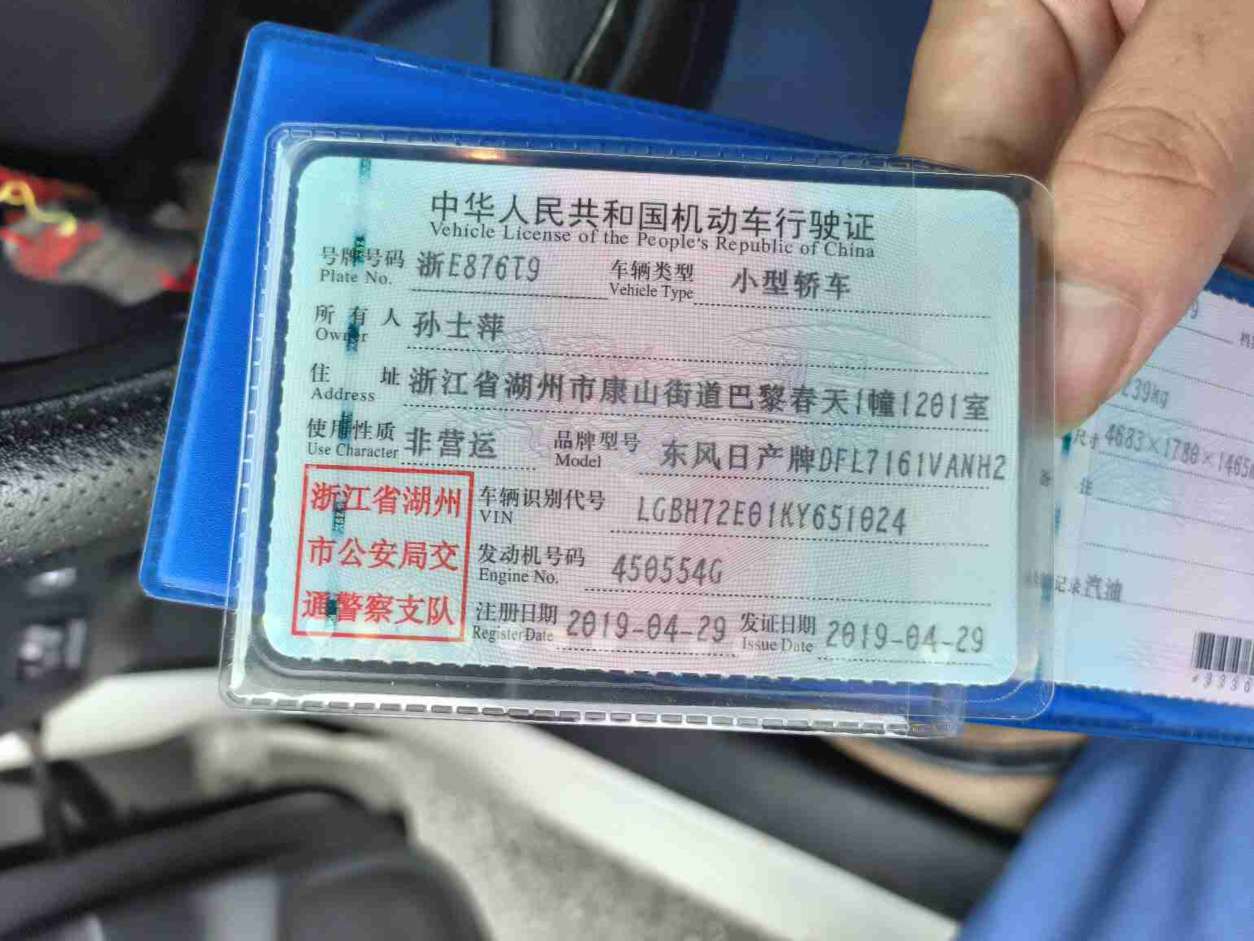 中华人民共和国机动车行驶证
Vehicle License of the People's Republic of China
号牌号码 浙E876T9 车辆类型 小型轿车
Plate No. Vehicle Type
所有人 孙士萍
Owner
住址 浙江省湖州市康山街道巴黎春天1幢1201室
Address
使用性质 非营运 品牌型号 东风日产牌DFL7161VANH2
Use Character Model
浙江省湖州
市公安局交
通警察支队
车辆识别代号 LGBH72E01KY651024
VIN
发动机号码 450554G
Engine No.
注册日期 2019-04-29 发证日期 2019-04-29
Register Date Issue Date
239kg
尺寸 4683×1780×1465
注
记录 汽油